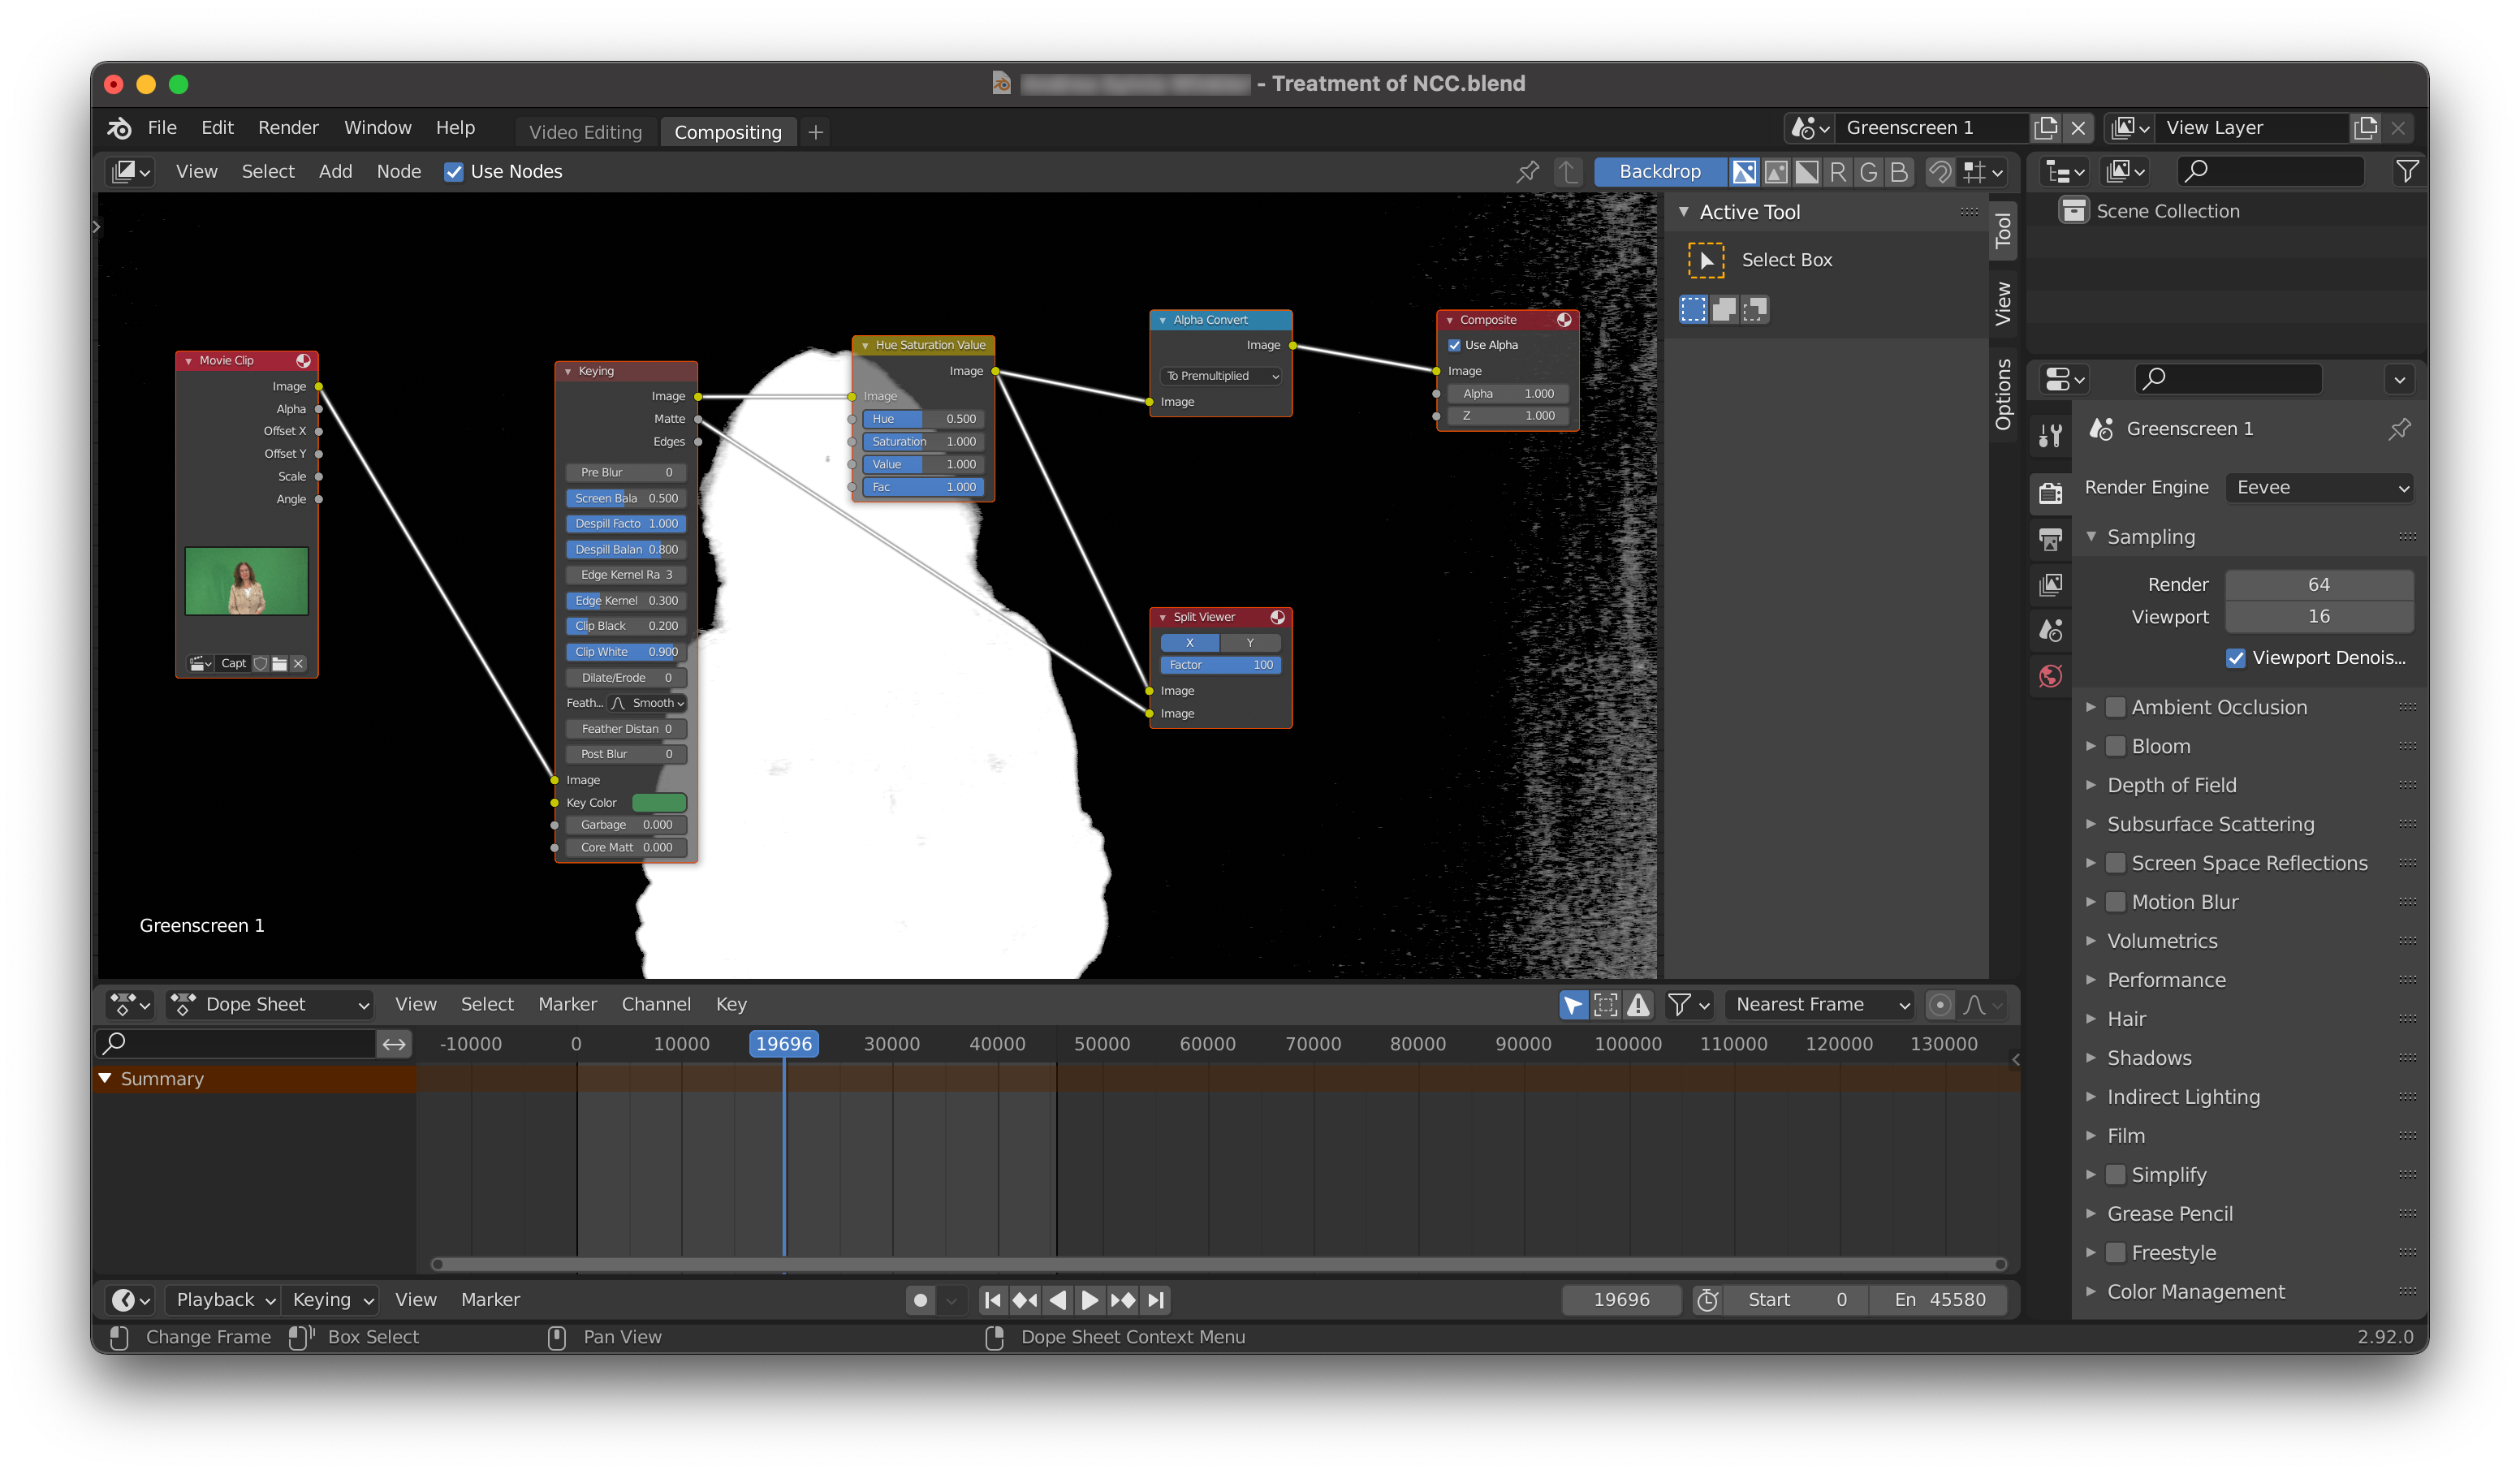 - Treatment of NCC.blend
File Edit Render Window Help Video Editing Compositing + Greenscreen 1 View Layer
View Select Add Node Use Nodes Backdrop R G B
Scene Collection
Active Tool
Select Box
Tool
View
Options
Movie Clip
Image
Alpha
Offset X
Offset Y
Scale
Angle
Capt
Keying
Image
Matte
Edges
Pre Blur 0
Screen Bala 0.500
Despill Facto 1.000
Despill Balan 0.800
Edge Kernel Ra 3
Edge Kernel 0.300
Clip Black 0.200
Clip White 0.900
Dilate/Erode 0
Feath... Smooth
Feather Distan 0
Post Blur 0
Image
Key Color
Garbage 0.000
Core Matt 0.000
Hue Saturation Value
Image
Image
Hue 0.500
Saturation 1.000
Value 1.000
Fac 1.000
Alpha Convert
Image
To Premultiplied
Image
Composite
Use Alpha
Image
Alpha 1.000
Z 1.000
Split Viewer
X Y
Factor 100
Image
Image
Greenscreen 1
Greenscreen 1
Render Engine Eevee
Sampling
Render 64
Viewport 16
Viewport Denois...
Ambient Occlusion
Bloom
Depth of Field
Subsurface Scattering
Screen Space Reflections
Motion Blur
Volumetrics
Performance
Hair
Shadows
Indirect Lighting
Film
Simplify
Grease Pencil
Freestyle
Color Management
Dope Sheet View Select Marker Channel Key Nearest Frame
-10000 0 10000 19696 30000 40000 50000 60000 70000 80000 90000 100000 110000 120000 130000
Summary
Playback Keying View Marker 19696 Start 0 En 45580
Change Frame Box Select Pan View Dope Sheet Context Menu 2.92.0